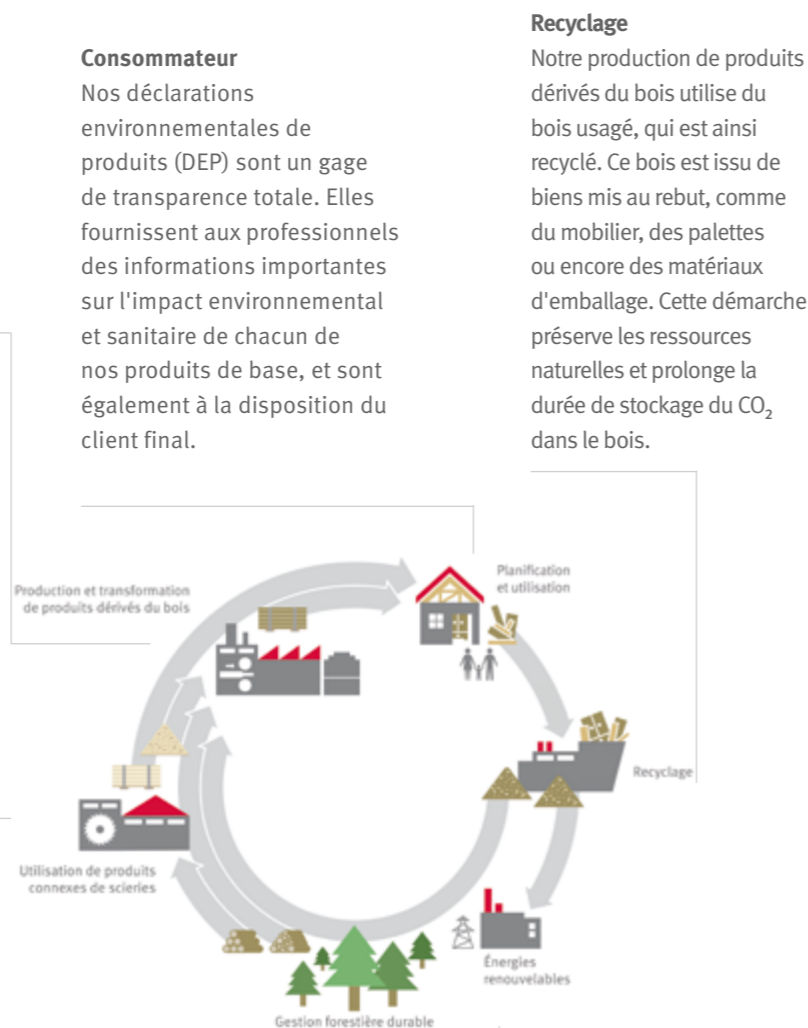 Consommateur
Nos déclarations
environnementales de
produits (DEP) sont un gage
de transparence totale. Elles
fournissent aux professionnels
des informations importantes
sur l'impact environnemental
et sanitaire de chacun de
nos produits de base, et sont
également à la disposition du
client final.
Recyclage
Notre production de produits
dérivés du bois utilise du
bois usagé, qui est ainsi
recyclé. Ce bois est issu de
biens mis au rebut, comme
du mobilier, des palettes
ou encore des matériaux
d'emballage. Cette démarche
préserve les ressources
naturelles et prolonge la
durée de stockage du CO₂
dans le bois.
Production et transformation
de produits dérivés du bois
Planification
et utilisation
Recyclage
Utilisation de produits
connexes de scieries
Énergies
renouvelables
Gestion forestière durable